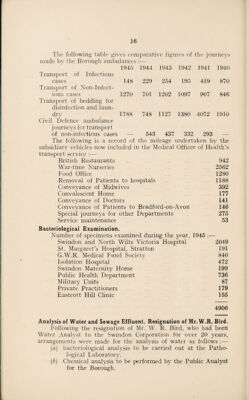 16
The following table gives comparative figures of the journeys
made by the Borough ambulances :—
1945 1944 1943 1942 1941 1940
Transport of Infectious
cases 148 229 254 195 419 870
Transport of Non-Infect-
ious cases 1270 701 1202 1097 907 846
Transport of bedding for
disinfection and laun-
dry 1788 748 1127 1380 4072 1910
Civil Defence ambulance
journeys for transport
of non-infectious cases — 543 437 332 293 —
The following is a record of the mileage undertaken by the
subsidiary vehicles now included in the Medical Officer of Health's
transport service :—
British Restaurants 942
War-time Nurseries 2562
Food Office 1280
Removal of Patients to hospitals 1188
Conveyance of Midwives 392
Convalescent Home 177
Conveyance of Doctors 141
Conveyance of Patients to Bradford-on-Avon 146
Special journeys for other Departments 275
Service maintenance 53
Bacteriological Examination.
Number of specimens examined during the year, 1945 :—
Swindon and North Wilts Victoria Hospital 2049
St. Margaret's Hospital, Stratton 191
G.W.R. Medical Fund Society 840
Isolation Hospital 472
Swindon Maternity Hospital 199
Public Health Department 736
Military Units 87
Private Practitioners 179
Eastcott Hill Clinic 155
4908
Analysis of Water and Sewage Effluent. Resignation of Mr. W. R. Bird.
Following the resignation of Mr. W. R. Bird, who had been
Water Analyst to the Swindon Corporation for over 20 years,
arrangements were made for the analysis of water as follows :—
(a) bacteriological analysis to be carried out at the Patho-
logical Laboratory.
(b) Chemical analysis to be performed by the Public Analyst
for the Borough.